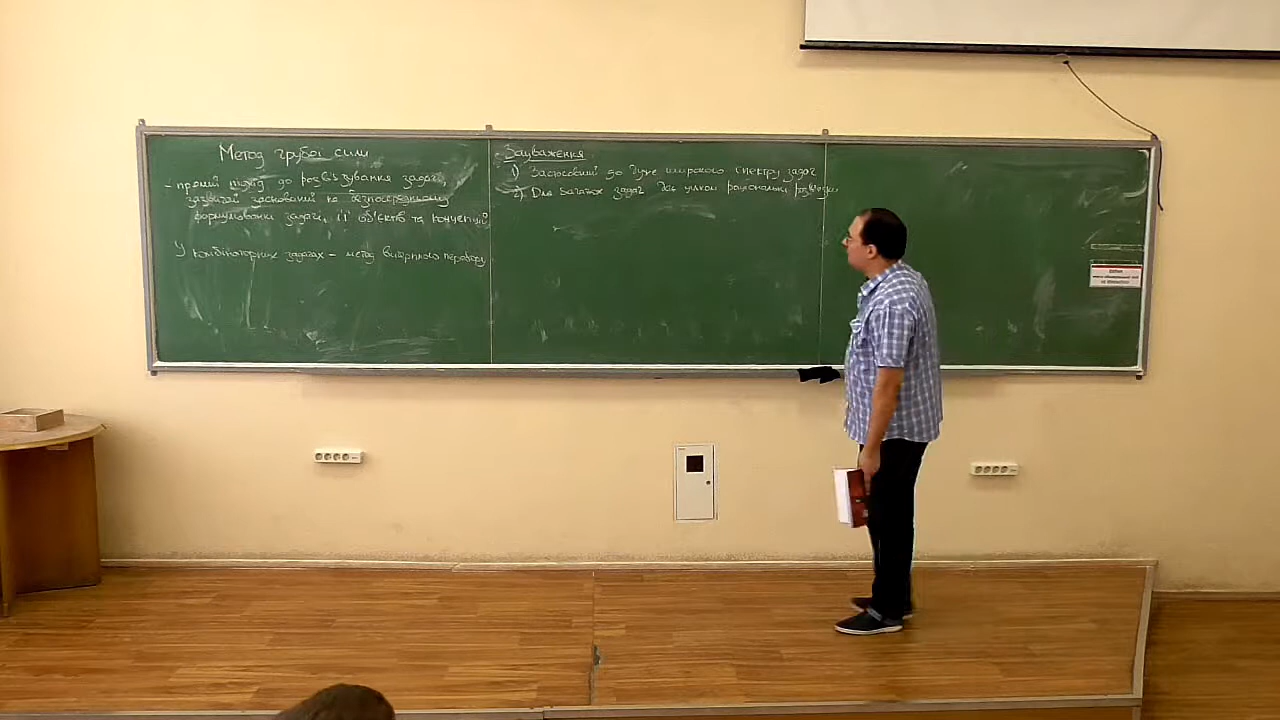 Метод грубої сили
- прямий підхід до розв'язування задачі,
зазвичай заснований на безпосередньому
формулюванні задачі, її об'єктів та концепцій
У комбінаторних задачах - метод вичерпного перебору
Зауваження
1) Застосовний до дуже широкого спектру задач
2) Для багатьох задач дає цілком раціональні розв'язки